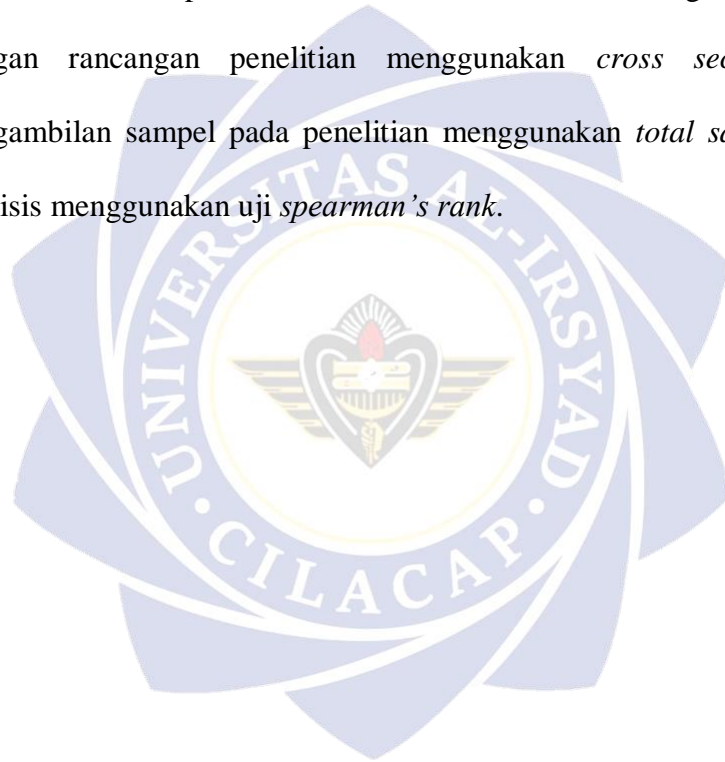 gan rancangan penelitian menggunakan cross sec
gambilan sampel pada penelitian menggunakan total sa
isis menggunakan uji spearman's rank.
UNIVERSITAS AL-IRSYAD
CILACAP